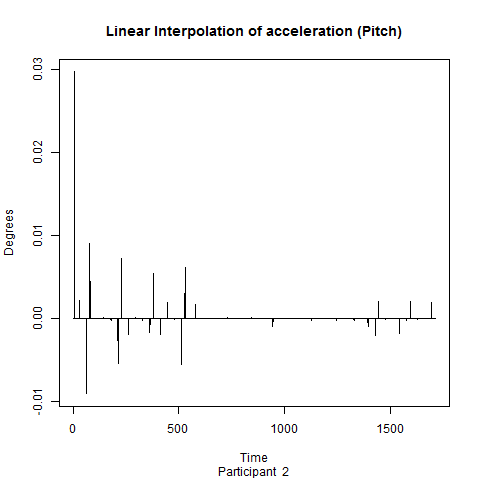 Linear Interpolation of acceleration (Pitch)
0.03
0.02
0.01
0.00
-0.01
Degrees
0 500 1000 1500
Time
Participant 2